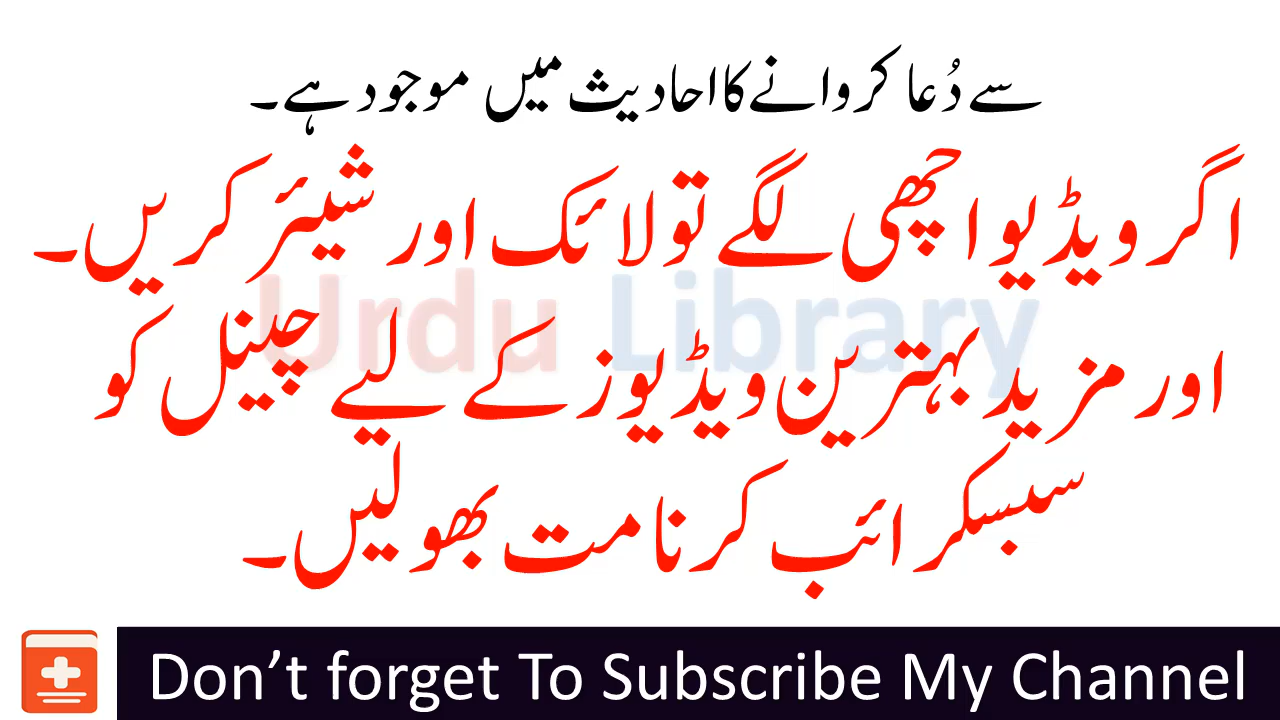 سے دُعا کروانے کا احادیث میں موجود ہے۔
اگر ویڈیو اچھی لگے تو لائک اور شیئر کریں۔
Urdu Library
اور مزید بہترین ویڈیوز کے لیے چینل کو
سبسکرائب کرنا مت بھولیں۔
Don’t forget To Subscribe My Channel